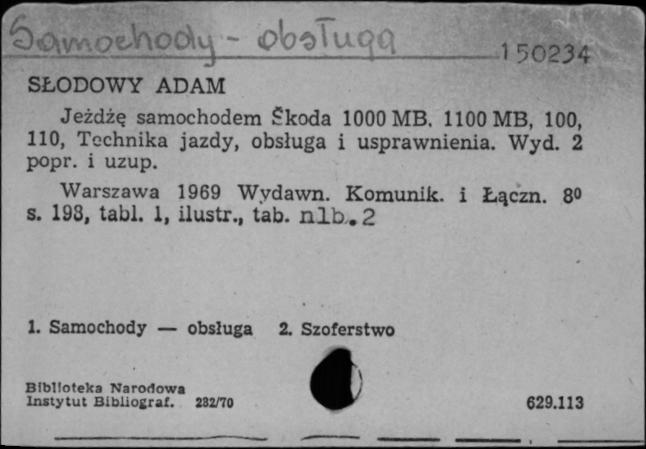 Samochody - obsługa
150234
SŁODOWY ADAM
Jeżdżę samochodem Škoda 1000 MB. 1100 MB, 100,
110, Technika jazdy, obsługa i usprawnienia. Wyd. 2
popr. i uzup.
Warszawa 1969 Wydawn. Komunik. i Łączn. 8⁰
s. 193, tabl. 1, ilustr., tab. nlb. 2
1. Samochody — obsługa 2. Szoferstwo
Biblioteka Narodowa
Instytut Bibliograf. 232/70
629.113